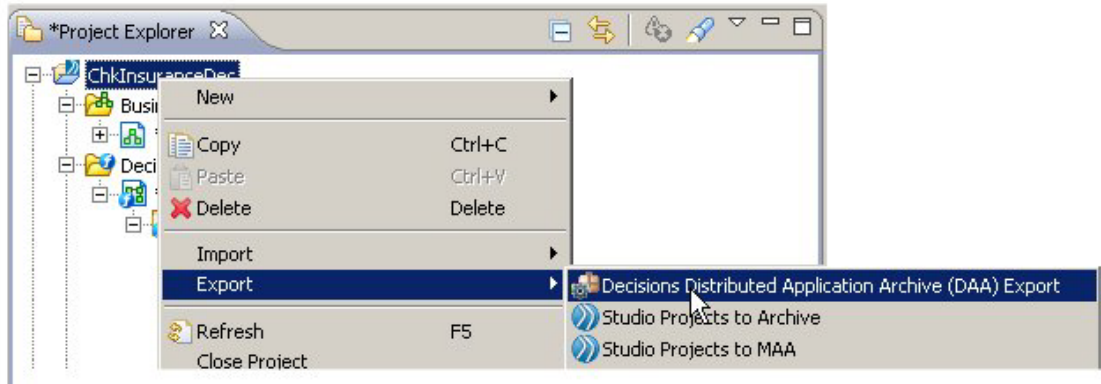 *Project Explorer
ChkInsuranceDec
New
Busi
Copy Ctrl+C
Deci
Paste Ctrl+V
Delete Delete
Import
Export
Decisions Distributed Application Archive (DAA) Export
Studio Projects to Archive
Refresh F5
Studio Projects to MAA
Close Project